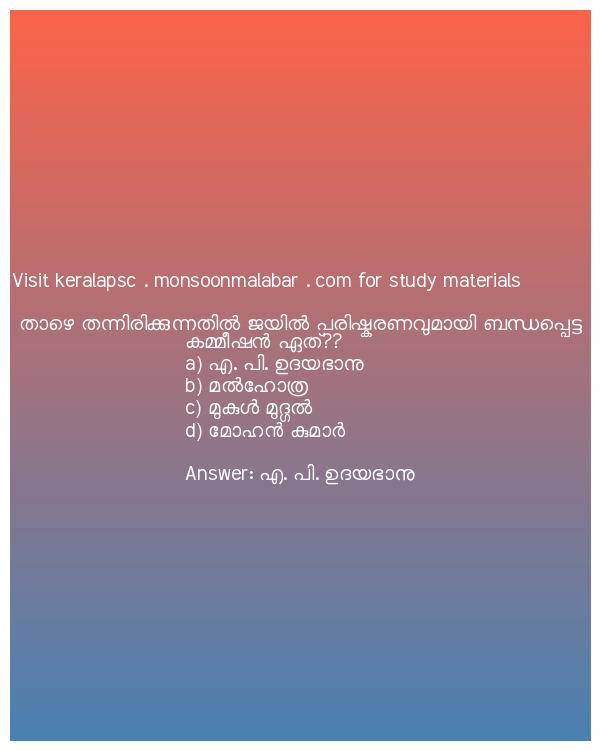 Visit keralapsc . monsoonmalabar . com for study materials
താഴെ തന്നിരിക്കുന്നതിൽ ജയിൽ പരിഷ്കരണവുമായി ബന്ധപ്പെട്ട
കമ്മീഷൻ ഏത്??
a) എ. പി. ഉദയഭാനു
b) മൽഹോത്ര
c) മുകുൾ മുദ്ഗൽ
d) മോഹൻ കുമാർ
Answer: എ. പി. ഉദയഭാനു